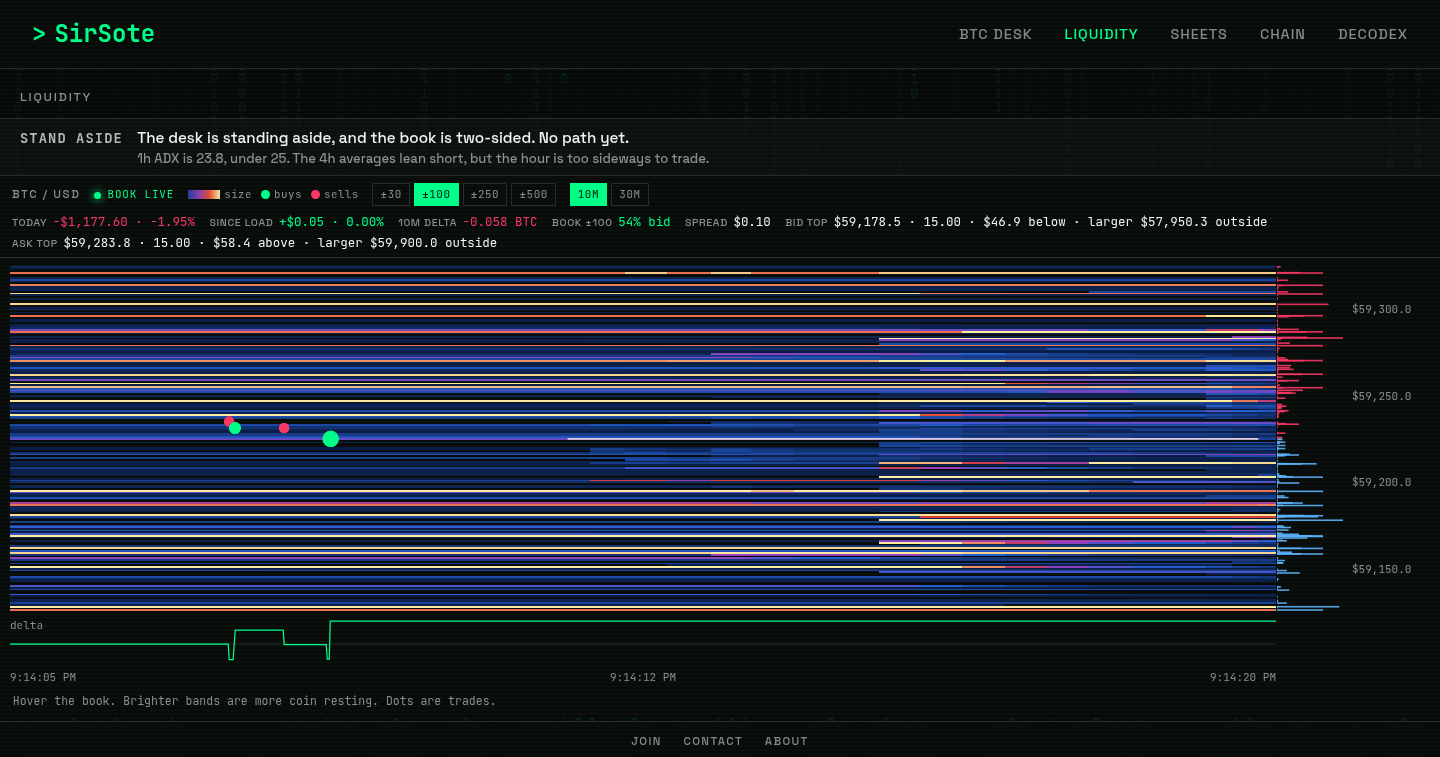 > SirSote
BTC DESK LIQUIDITY SHEETS CHAIN DECODEX
LIQUIDITY
STAND ASIDE The desk is standing aside, and the book is two-sided. No path yet.
1h ADX is 23.8, under 25. The 4h averages lean short, but the hour is too sideways to trade.
BTC / USD BOOK LIVE size buys sells ±30 ±100 ±250 ±500 10M 30M
TODAY -$1,177.60 · -1.95% SINCE LOAD +$0.05 · 0.00% 10M DELTA -0.058 BTC BOOK ±100 54% bid SPREAD $0.10 BID TOP $59,178.5 · 15.00 · $46.9 below · larger $57,950.3 outside
ASK TOP $59,283.8 · 15.00 · $58.4 above · larger $59,900.0 outside
$59,300.0
$59,250.0
$59,200.0
$59,150.0
delta
9:14:05 PM 9:14:12 PM 9:14:20 PM
Hover the book. Brighter bands are more coin resting. Dots are trades.
JOIN CONTACT ABOUT